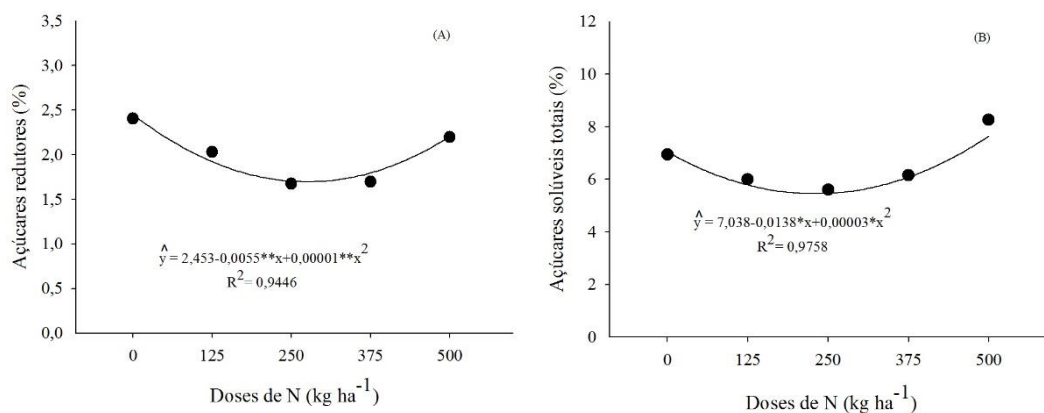 (A)
Açúcares redutores (%)
3,5
3,0
2,5
2,0
1,5
1,0
0,5
0,0
ŷ = 2,453-0,0055**x+0,00001**x²
R²= 0,9446
0 125 250 375 500
Doses de N (kg ha⁻¹)
(B)
Açúcares solúveis totais (%)
12
10
8
6
4
2
0
ŷ = 7,038-0,0138*x+0,00003*x²
R²= 0,9758
0 125 250 375 500
Doses de N (kg ha⁻¹)